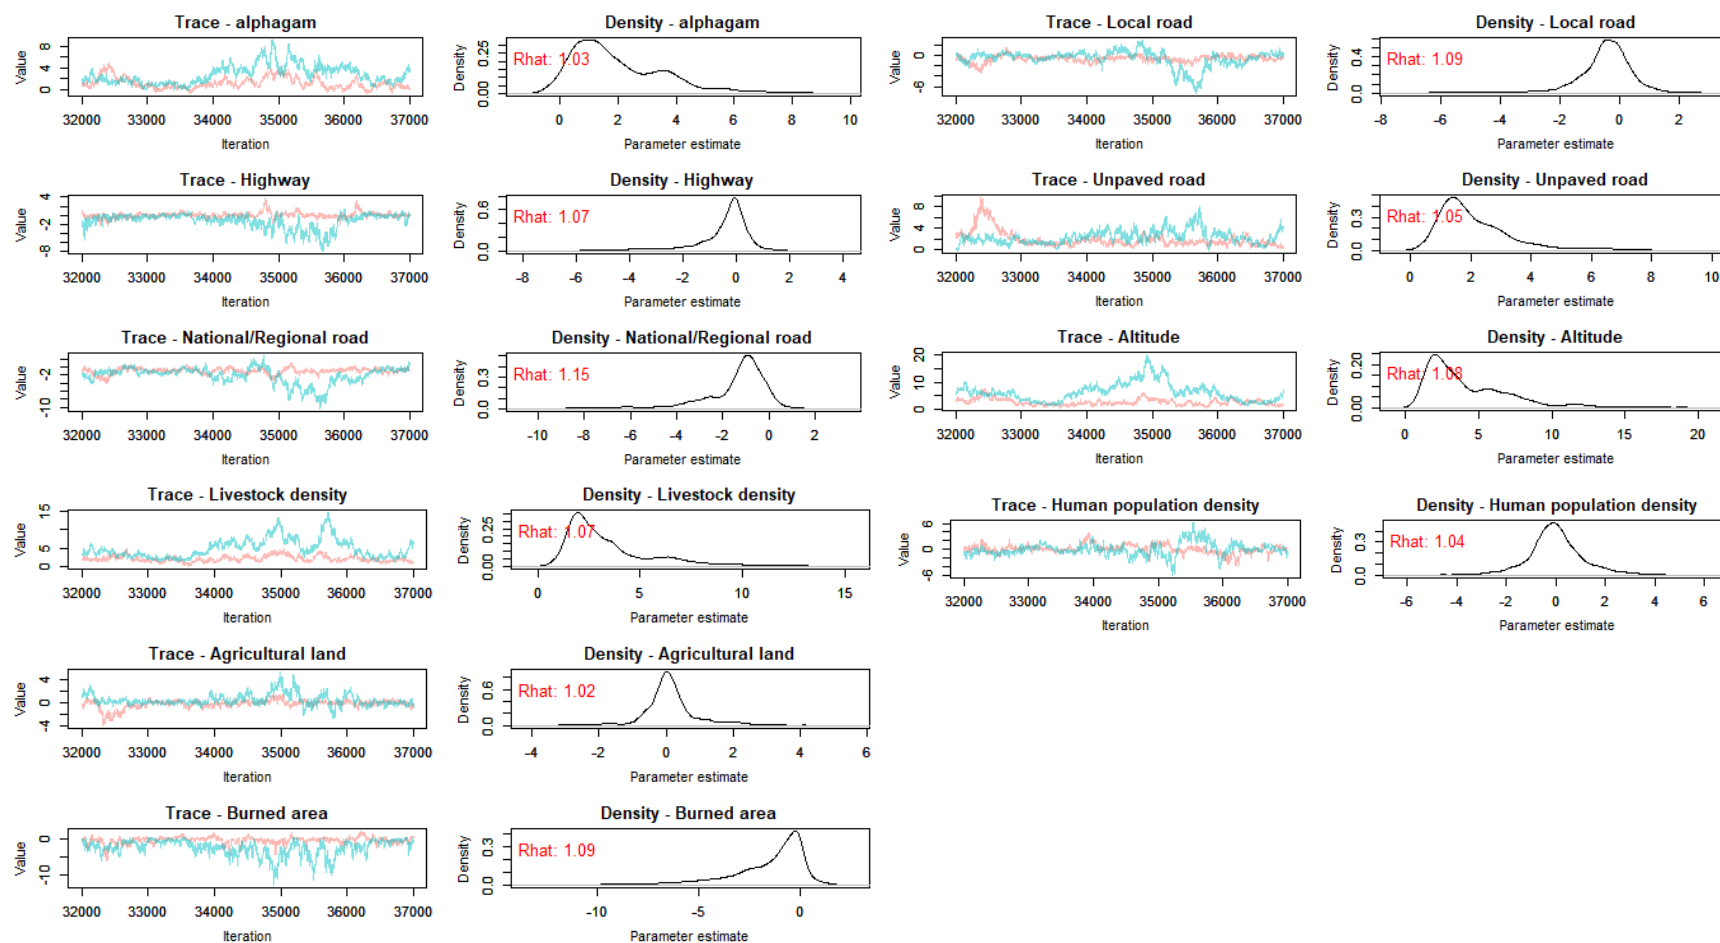 Trace - alphagam
Value
0 4 8
32000 33000 34000 35000 36000 37000
Iteration
Density - alphagam
Density
0.00 0.25
Rhat: 1.03
0 2 4 6 8 10
Parameter estimate
Trace - Local road
Value
-6 0
32000 33000 34000 35000 36000 37000
Iteration
Density - Local road
Density
0.0 0.4
Rhat: 1.09
-8 -6 -4 -2 0 2
Parameter estimate
Trace - Highway
Value
-8 -2 4
32000 33000 34000 35000 36000 37000
Iteration
Density - Highway
Density
0.0 0.6
Rhat: 1.07
-8 -6 -4 -2 0 2 4
Parameter estimate
Trace - Unpaved road
Value
0 4 8
32000 33000 34000 35000 36000 37000
Iteration
Density - Unpaved road
Density
0.0 0.3
Rhat: 1.05
0 2 4 6 8 10
Parameter estimate
Trace - National/Regional road
Value
-10 -2
32000 33000 34000 35000 36000 37000
Iteration
Density - National/Regional road
Density
0.0 0.3
Rhat: 1.15
-10 -8 -6 -4 -2 0 2
Parameter estimate
Trace - Altitude
Value
0 10 20
32000 33000 34000 35000 36000 37000
Iteration
Density - Altitude
Density
0.00 0.20
Rhat: 1.08
0 5 10 15 20
Parameter estimate
Trace - Livestock density
Value
0 5 15
32000 33000 34000 35000 36000 37000
Iteration
Density - Livestock density
Density
0.00 0.25
Rhat: 1.07
0 5 10 15
Parameter estimate
Trace - Human population density
Value
-6 0 6
32000 33000 34000 35000 36000 37000
Iteration
Density - Human population density
Density
0.0 0.3
Rhat: 1.04
-6 -4 -2 0 2 4 6
Parameter estimate
Trace - Agricultural land
Value
-4 0 4
32000 33000 34000 35000 36000 37000
Iteration
Density - Agricultural land
Density
0.0 0.6
Rhat: 1.02
-4 -2 0 2 4 6
Parameter estimate
Trace - Burned area
Value
-10 0
32000 33000 34000 35000 36000 37000
Iteration
Density - Burned area
Density
0.0 0.3
Rhat: 1.09
-10 -5 0
Parameter estimate